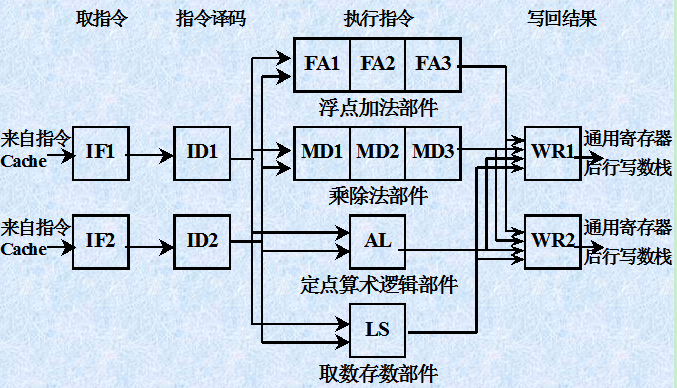 取指令 指令译码 执行指令 写回结果
FA1 FA2 FA3
浮点加法部件
来自指令
Cache
IF1 ID1 MD1 MD2 MD3 WR1
通用寄存器
后行写数栈
乘除法部件
来自指令
Cache
IF2 ID2 AL WR2
通用寄存器
后行写数栈
定点算术逻辑部件
LS
取数存数部件